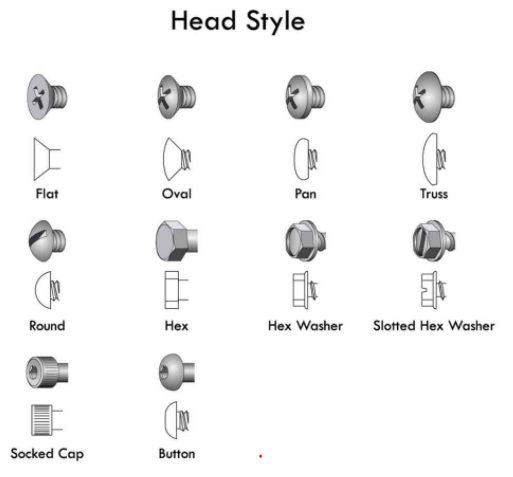 Head Style
Flat Oval Pan Truss
Round Hex Hex Washer Slotted Hex Washer
Socked Cap Button